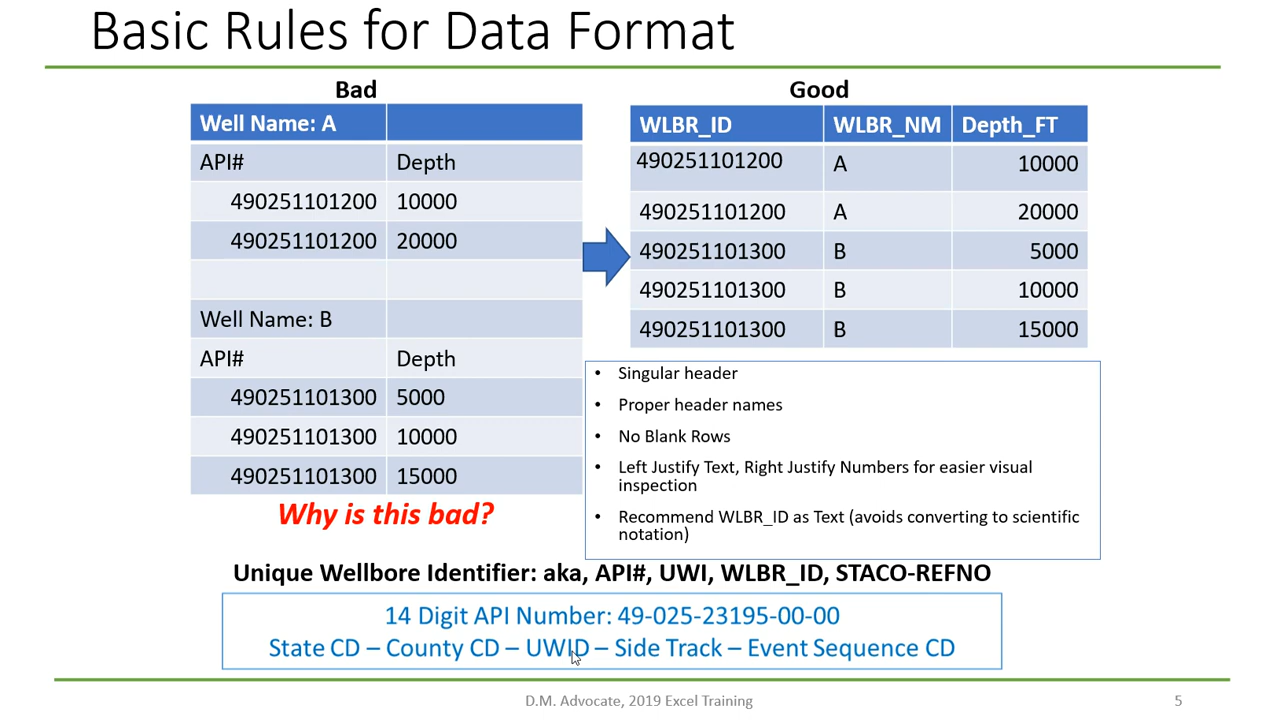 Basic Rules for Data Format
Bad
Well Name: A
API# Depth
490251101200 10000
490251101200 20000
Well Name: B
API# Depth
490251101300 5000
490251101300 10000
490251101300 15000
Why is this bad?
Good
WLBR_ID WLBR_NM Depth_FT
490251101200 A 10000
490251101200 A 20000
490251101300 B 5000
490251101300 B 10000
490251101300 B 15000
• Singular header
• Proper header names
• No Blank Rows
• Left Justify Text, Right Justify Numbers for easier visual
inspection
• Recommend WLBR_ID as Text (avoids converting to scientific
notation)
Unique Wellbore Identifier: aka, API#, UWI, WLBR_ID, STACO-REFNO
14 Digit API Number: 49-025-23195-00-00
State CD – County CD – UWID – Side Track – Event Sequence CD
D.M. Advocate, 2019 Excel Training
5